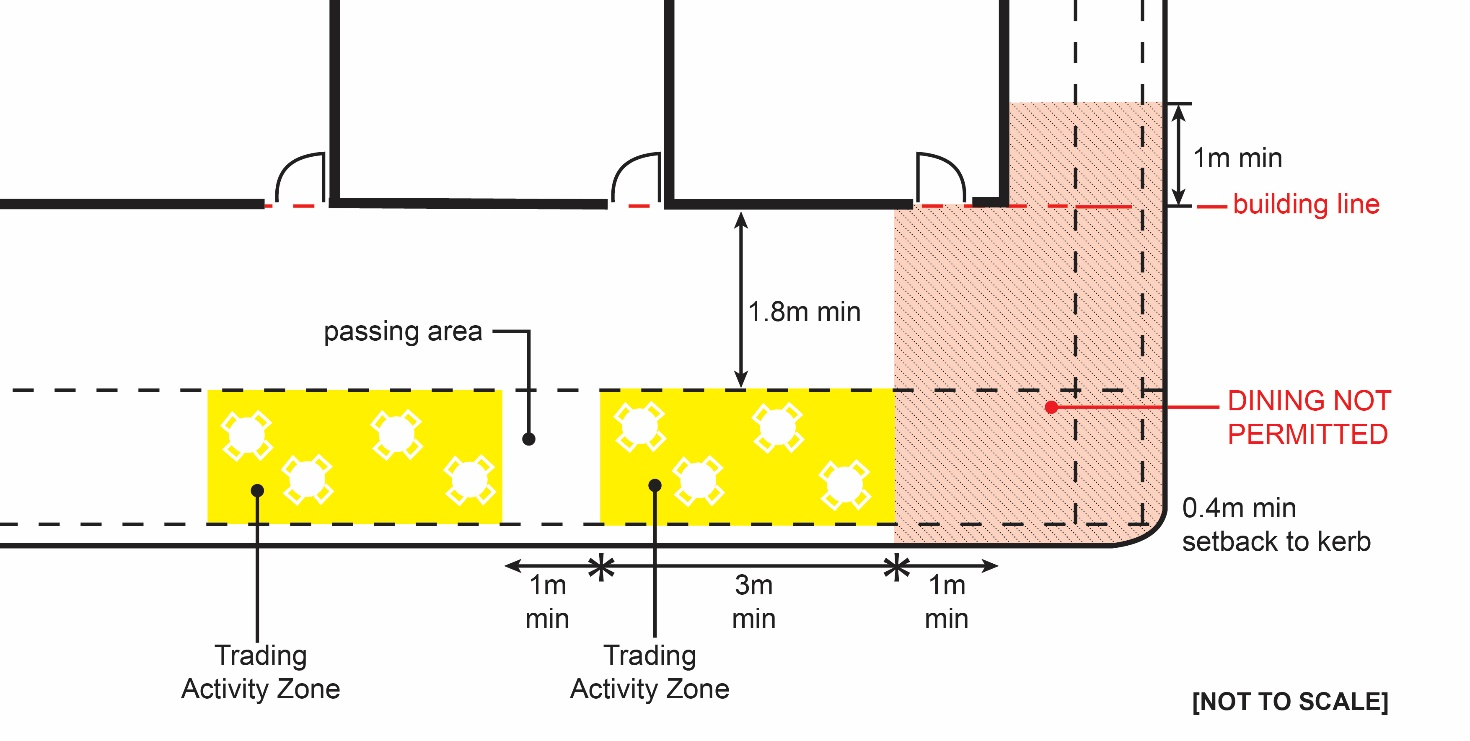 1m min
building line
1.8m min
passing area
DINING NOT
PERMITTED
0.4m min
setback to kerb
1m
min
3m
min
1m
min
Trading
Activity Zone
Trading
Activity Zone
[NOT TO SCALE]